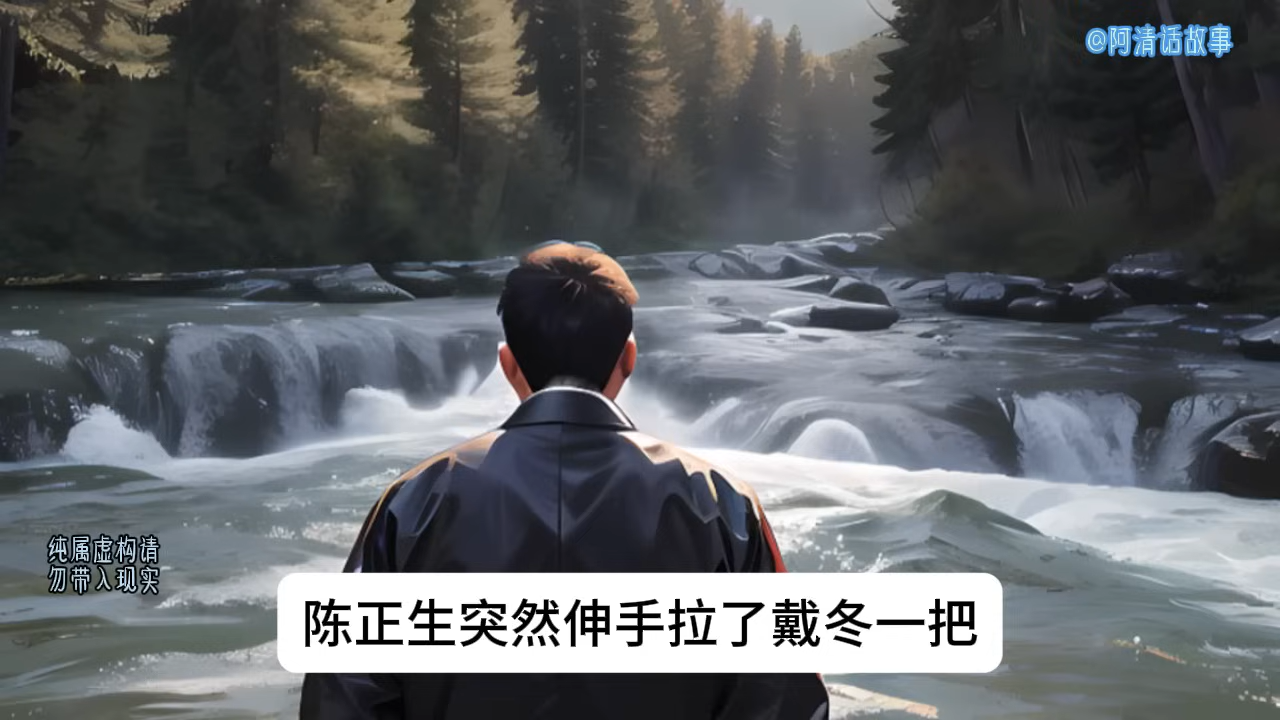 @阿清话故事
纯属虚构请
勿带入现实
陈正生突然伸手拉了戴冬一把